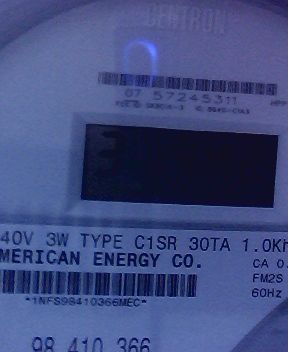 CENTRON
07 57245311
40V 3W TYPE C1SR 30TA 1.0Kh
MERICAN ENERGY CO.
CA 0.
FM2S
60Hz
*1NFS98410366MEC*
98 410 366